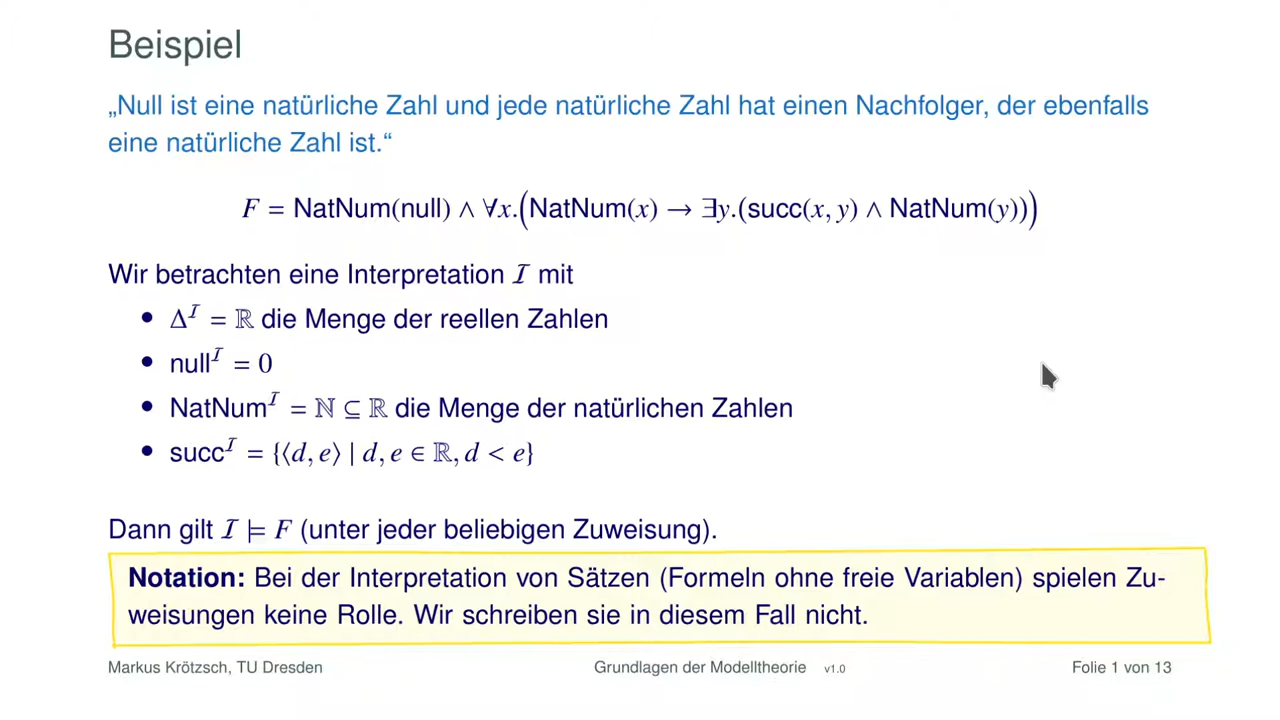 Beispiel
„Null ist eine natürliche Zahl und jede natürliche Zahl hat einen Nachfolger, der ebenfalls
eine natürliche Zahl ist.“
F = NatNum(null) ∧ ∀x.(NatNum(x) → ∃y.(succ(x, y) ∧ NatNum(y)))
Wir betrachten eine Interpretation 𝓘 mit
• Δ^𝓘 = ℝ die Menge der reellen Zahlen
• null^𝓘 = 0
• NatNum^𝓘 = ℕ ⊆ ℝ die Menge der natürlichen Zahlen
• succ^𝓘 = {⟨d, e⟩ | d, e ∈ ℝ, d < e}
Dann gilt 𝓘 ⊨ F (unter jeder beliebigen Zuweisung).
Notation: Bei der Interpretation von Sätzen (Formeln ohne freie Variablen) spielen Zu-
weisungen keine Rolle. Wir schreiben sie in diesem Fall nicht.
Markus Krötzsch, TU Dresden Grundlagen der Modelltheorie v1.0 Folie 1 von 13